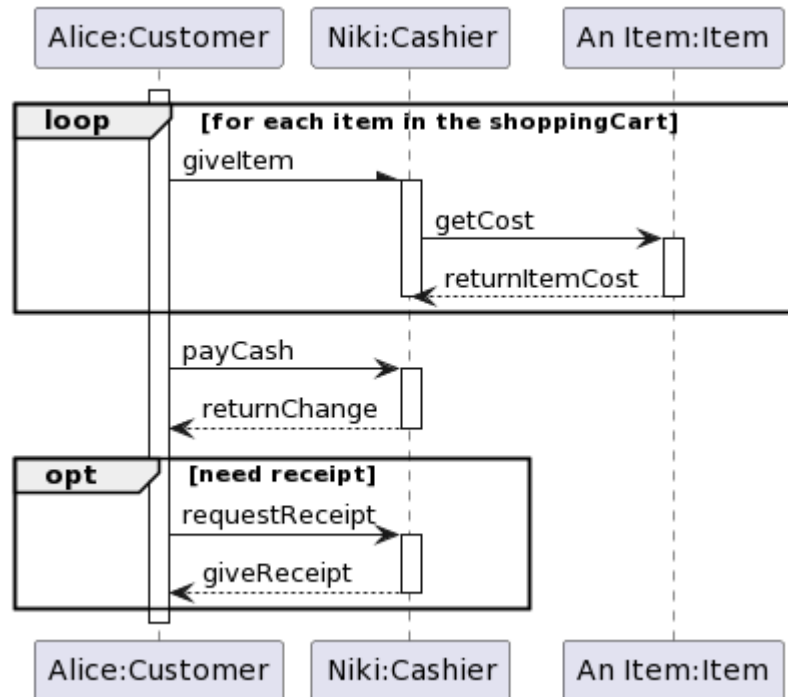 Alice:Customer Niki:Cashier An Item:Item
loop [for each item in the shoppingCart]
giveItem
getCost
returnItemCost
payCash
returnChange
opt [need receipt]
requestReceipt
giveReceipt
Alice:Customer Niki:Cashier An Item:Item